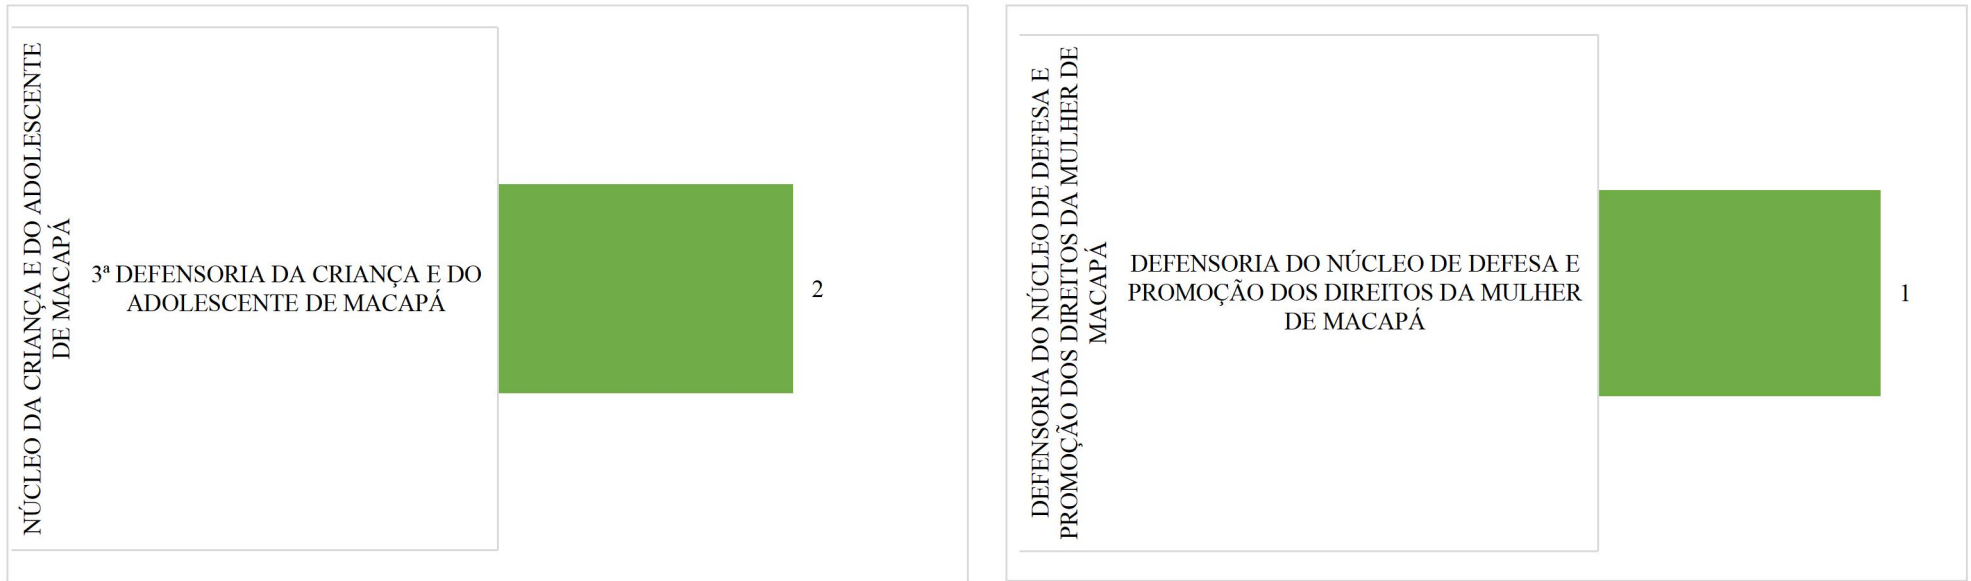 NÚCLEO DA CRIANÇA E DO ADOLESCENTE
DE MACAPÁ
3ª DEFENSORIA DA CRIANÇA E DO
ADOLESCENTE DE MACAPÁ
2
DEFENSORIA DO NÚCLEO DE DEFESA E
PROMOÇÃO DOS DIREITOS DA MULHER DE
MACAPÁ
DEFENSORIA DO NÚCLEO DE DEFESA E
PROMOÇÃO DOS DIREITOS DA MULHER
DE MACAPÁ
1